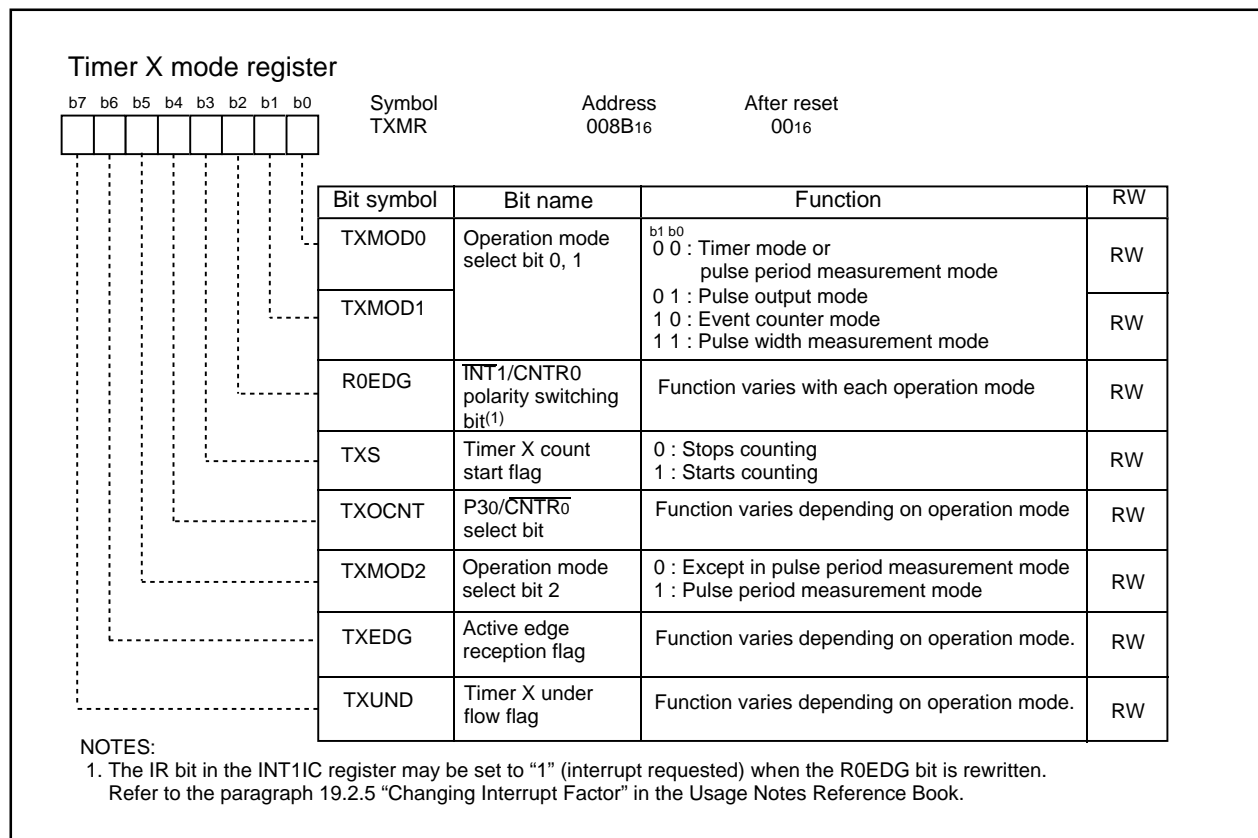 Timer X mode register
b7 b6 b5 b4 b3 b2 b1 b0
Symbol Address After reset
TXMR 008B16 0016
Bit symbol Bit name Function RW
TXMOD0 Operation mode select bit 0, 1
b1 b0
0 0 : Timer mode or
pulse period measurement mode
RW
TXMOD1
0 1 : Pulse output mode
1 0 : Event counter mode
1 1 : Pulse width measurement mode
RW
R0EDG
INT1/CNTR0
polarity switching
bit(1)
Function varies with each operation mode
RW
TXS
Timer X count
start flag
0 : Stops counting
1 : Starts counting
RW
TXOCNT
P30/CNTR0
select bit
Function varies depending on operation mode
RW
TXMOD2
Operation mode
select bit 2
0 : Except in pulse period measurement mode
1 : Pulse period measurement mode
RW
TXEDG
Active edge
reception flag
Function varies depending on operation mode.
RW
TXUND
Timer X under
flow flag
Function varies depending on operation mode.
RW
NOTES:
1. The IR bit in the INT1IC register may be set to “1” (interrupt requested) when the R0EDG bit is rewritten.
Refer to the paragraph 19.2.5 “Changing Interrupt Factor” in the Usage Notes Reference Book.